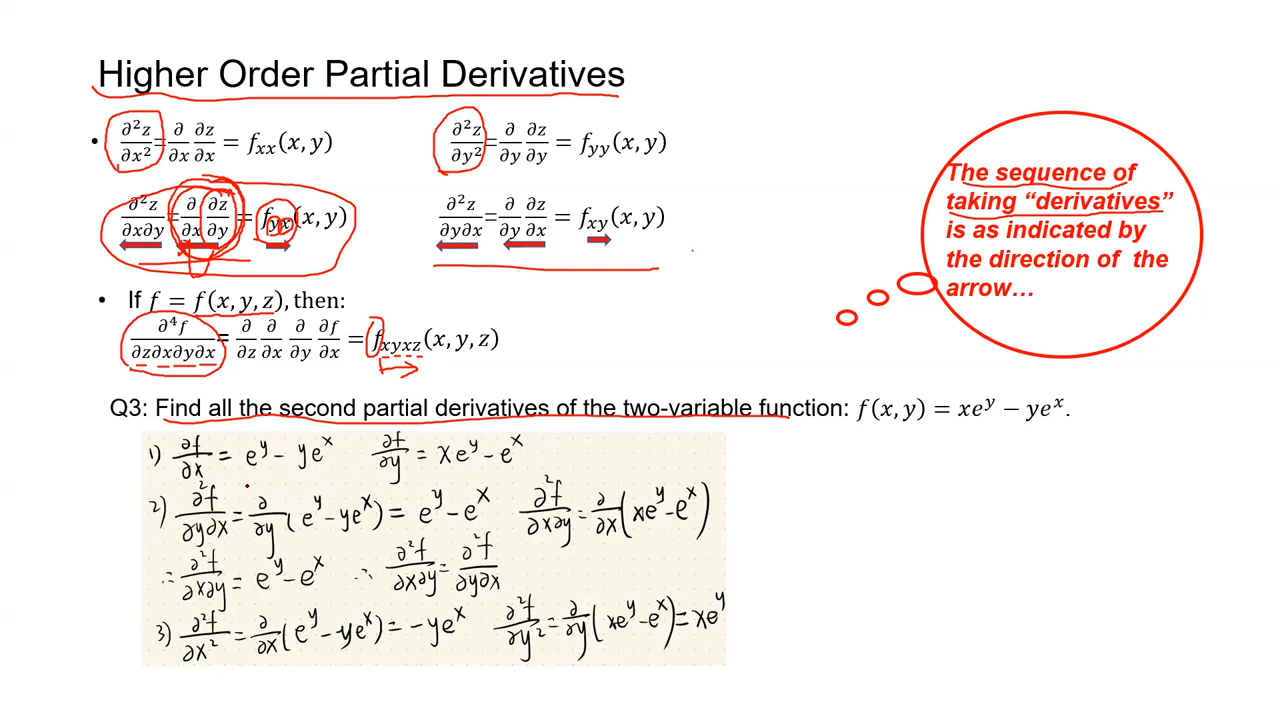 Higher Order Partial Derivatives
• ∂²z/∂x² = ∂/∂x ∂z/∂x = f_xx(x, y)    ∂²z/∂y² = ∂/∂y ∂z/∂y = f_yy(x, y)
∂²z/∂x∂y = ∂/∂x ∂z/∂y = f_yx(x, y)    ∂²z/∂y∂x = ∂/∂y ∂z/∂x = f_xy(x, y)
• If f = f(x, y, z), then:
∂⁴f/∂z∂x∂y∂x = ∂/∂z ∂/∂x ∂/∂y ∂f/∂x = f_xyxz(x, y, z)
The sequence of
taking “derivatives”
is as indicated by
the direction of the
arrow…
Q3: Find all the second partial derivatives of the two-variable function: f(x, y) = xe^y − ye^x.
1) ∂f/∂x = e^y − ye^x    ∂f/∂y = xe^y − e^x
2) ∂²f/∂y∂x = ∂/∂y (e^y − ye^x) = e^y − e^x    ∂²f/∂x∂y = ∂/∂x (xe^y − e^x)
∴ ∂²f/∂x∂y = e^y − e^x    ∴ ∂²f/∂x∂y = ∂²f/∂y∂x
3) ∂²f/∂x² = ∂/∂x (e^y − ye^x) = −ye^x    ∂²f/∂y² = ∂/∂y (xe^y − e^x) = xe^y